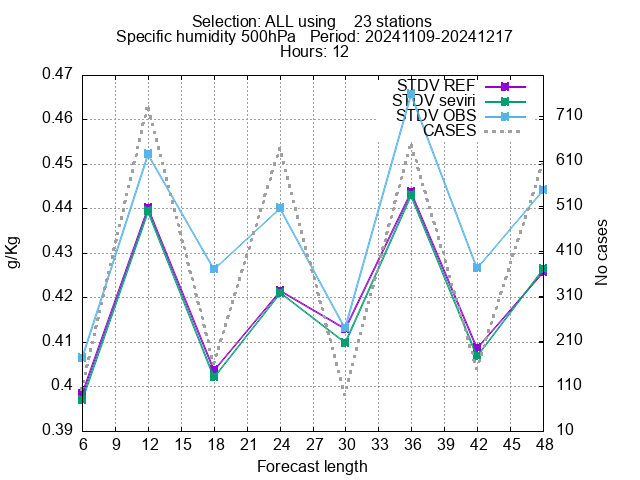 Selection: ALL using    23 stations
Specific humidity 500hPa   Period: 20241109-20241217
Hours: 12
STDV REF
STDV seviri
STDV OBS
CASES
0.47
0.46
0.45
0.44
0.43
0.42
0.41
0.4
0.39
g/Kg
710
610
510
410
310
210
110
10
No cases
6 9 12 15 18 21 24 27 30 33 36 39 42 45 48
Forecast length